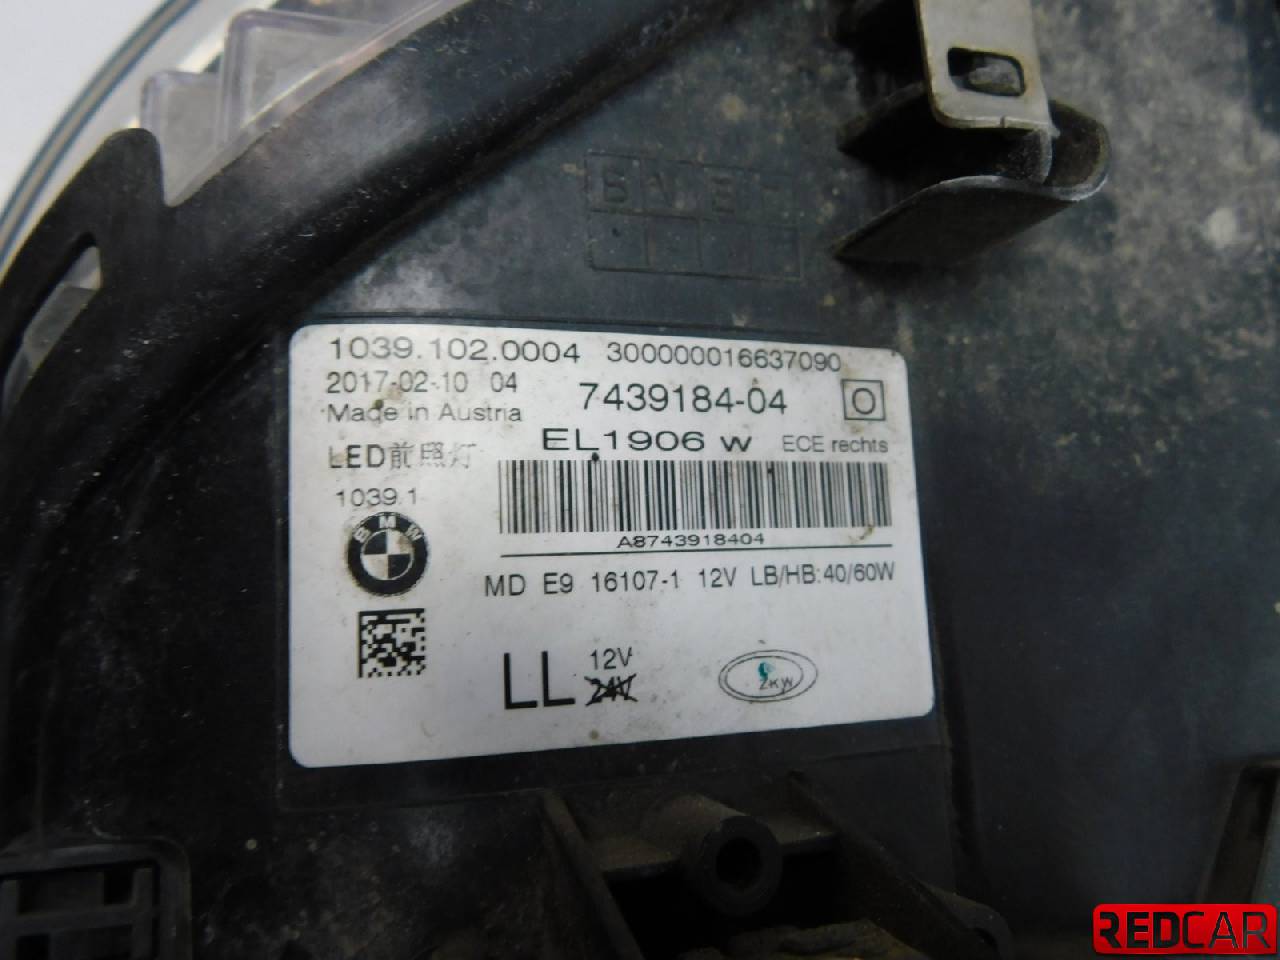 1039.102.0004 300000016637090
2017-02-10 04 7439184-04 O
Made in Austria
EL1906 W ECE rechts
LED前照灯
1039.1
BMW
A8743918404
MD E9 16107-1 12V LB/HB:40/60W
LL 12V
24V
ZKW
REDCAR